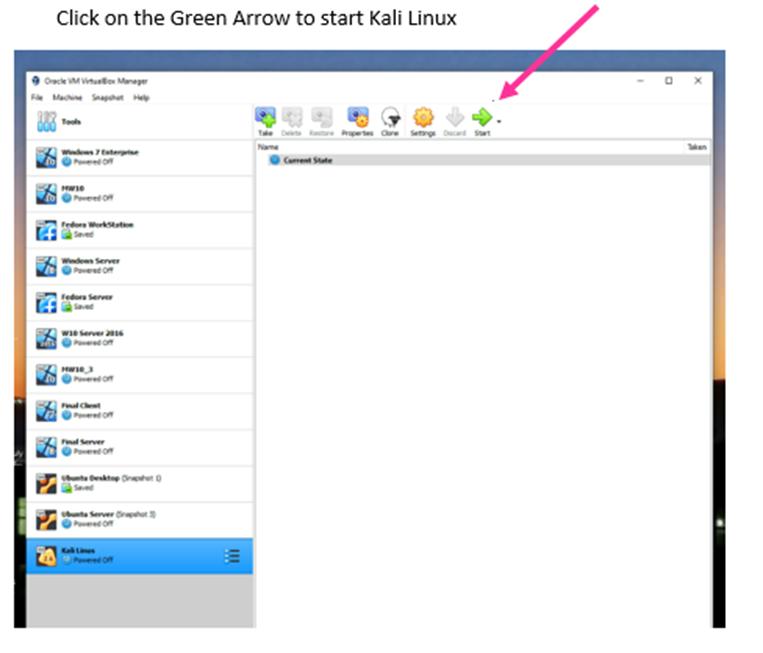 Click on the Green Arrow to start Kali Linux
Oracle VM VirtualBox Manager
File Machine Snapshot Help
Tools
Take Delete Restore Properties Clone Settings Discard Start
Name Taken
Current State
Windows 7 Enterprise
Powered Off
MW10
Powered Off
Fedora WorkStation
Saved
Windows Server
Powered Off
Fedora Server
Saved
W10 Server 2016
Powered Off
MW10_3
Powered Off
Final Client
Powered Off
Final Server
Powered Off
Ubuntu Desktop (Snapshot 1)
Saved
Ubuntu Server (Snapshot 3)
Powered Off
Kali Linux
Powered Off